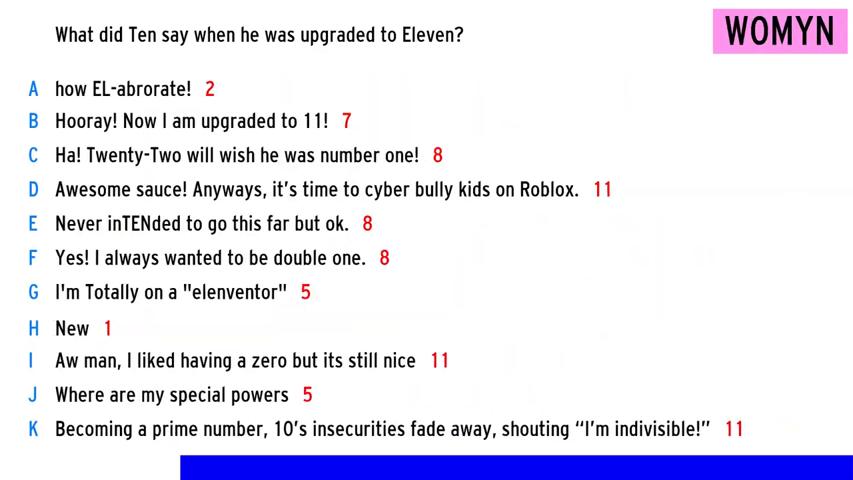 What did Ten say when he was upgraded to Eleven?
WOMYN
A how EL-abrorate! 2
B Hooray! Now I am upgraded to 11! 7
C Ha! Twenty-Two will wish he was number one! 8
D Awesome sauce! Anyways, it's time to cyber bully kids on Roblox. 11
E Never inTENded to go this far but ok. 8
F Yes! I always wanted to be double one. 8
G I'm Totally on a "elenventor" 5
H New 1
I Aw man, I liked having a zero but its still nice 11
J Where are my special powers 5
K Becoming a prime number, 10's insecurities fade away, shouting “I'm indivisible!” 11